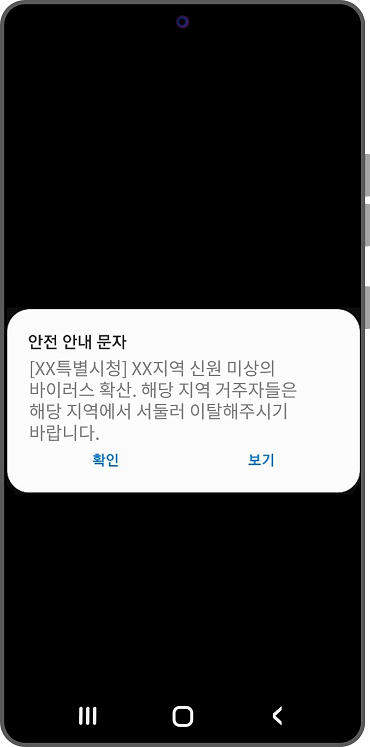 안전 안내 문자
[XX특별시청] XX지역 신원 미상의
바이러스 확산. 해당 지역 거주자들은
해당 지역에서 서둘러 이탈해주시기
바랍니다.
확인 보기